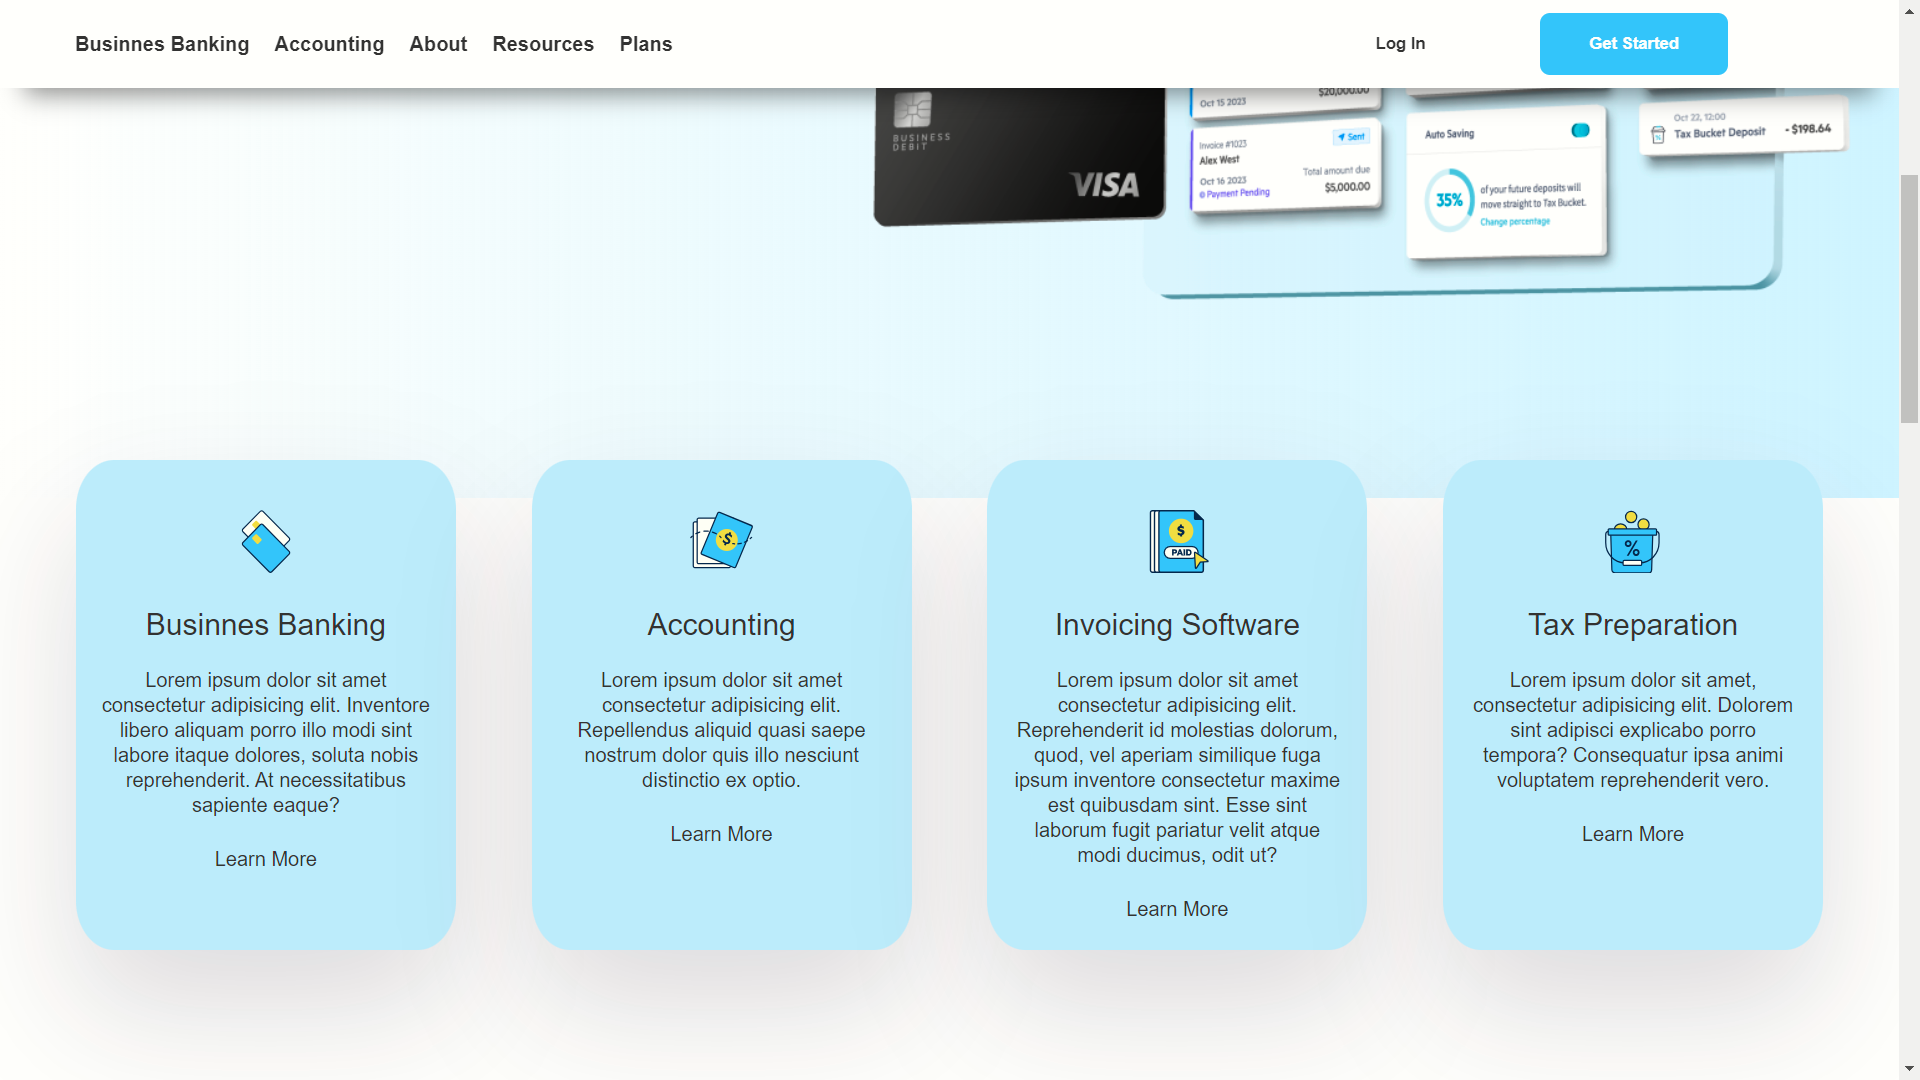 Businnes Banking Accounting About Resources Plans Log In Get Started
BUSINESS
DEBIT
VISA
Oct 15 2023 $20,000.00
Invoice #1023 Sent
Alex West
Oct 16 2023 Total amount due
Payment Pending $5,000.00
Auto Saving
35% of your future deposits will
move straight to Tax Bucket.
Change percentage
Oct 22, 12:00
Tax Bucket Deposit - $198.64
$
$
PAID
%
Businnes Banking
Lorem ipsum dolor sit amet
consectetur adipisicing elit. Inventore
libero aliquam porro illo modi sint
labore itaque dolores, soluta nobis
reprehenderit. At necessitatibus
sapiente eaque?
Learn More
Accounting
Lorem ipsum dolor sit amet
consectetur adipisicing elit.
Repellendus aliquid quasi saepe
nostrum dolor quis illo nesciunt
distinctio ex optio.
Learn More
Invoicing Software
Lorem ipsum dolor sit amet
consectetur adipisicing elit.
Reprehenderit id molestias dolorum,
quod, vel aperiam similique fuga
ipsum inventore consectetur maxime
est quibusdam sint. Esse sint
laborum fugit pariatur velit atque
modi ducimus, odit ut?
Learn More
Tax Preparation
Lorem ipsum dolor sit amet,
consectetur adipisicing elit. Dolorem
sint adipisci explicabo porro
tempora? Consequatur ipsa animi
voluptatem reprehenderit vero.
Learn More